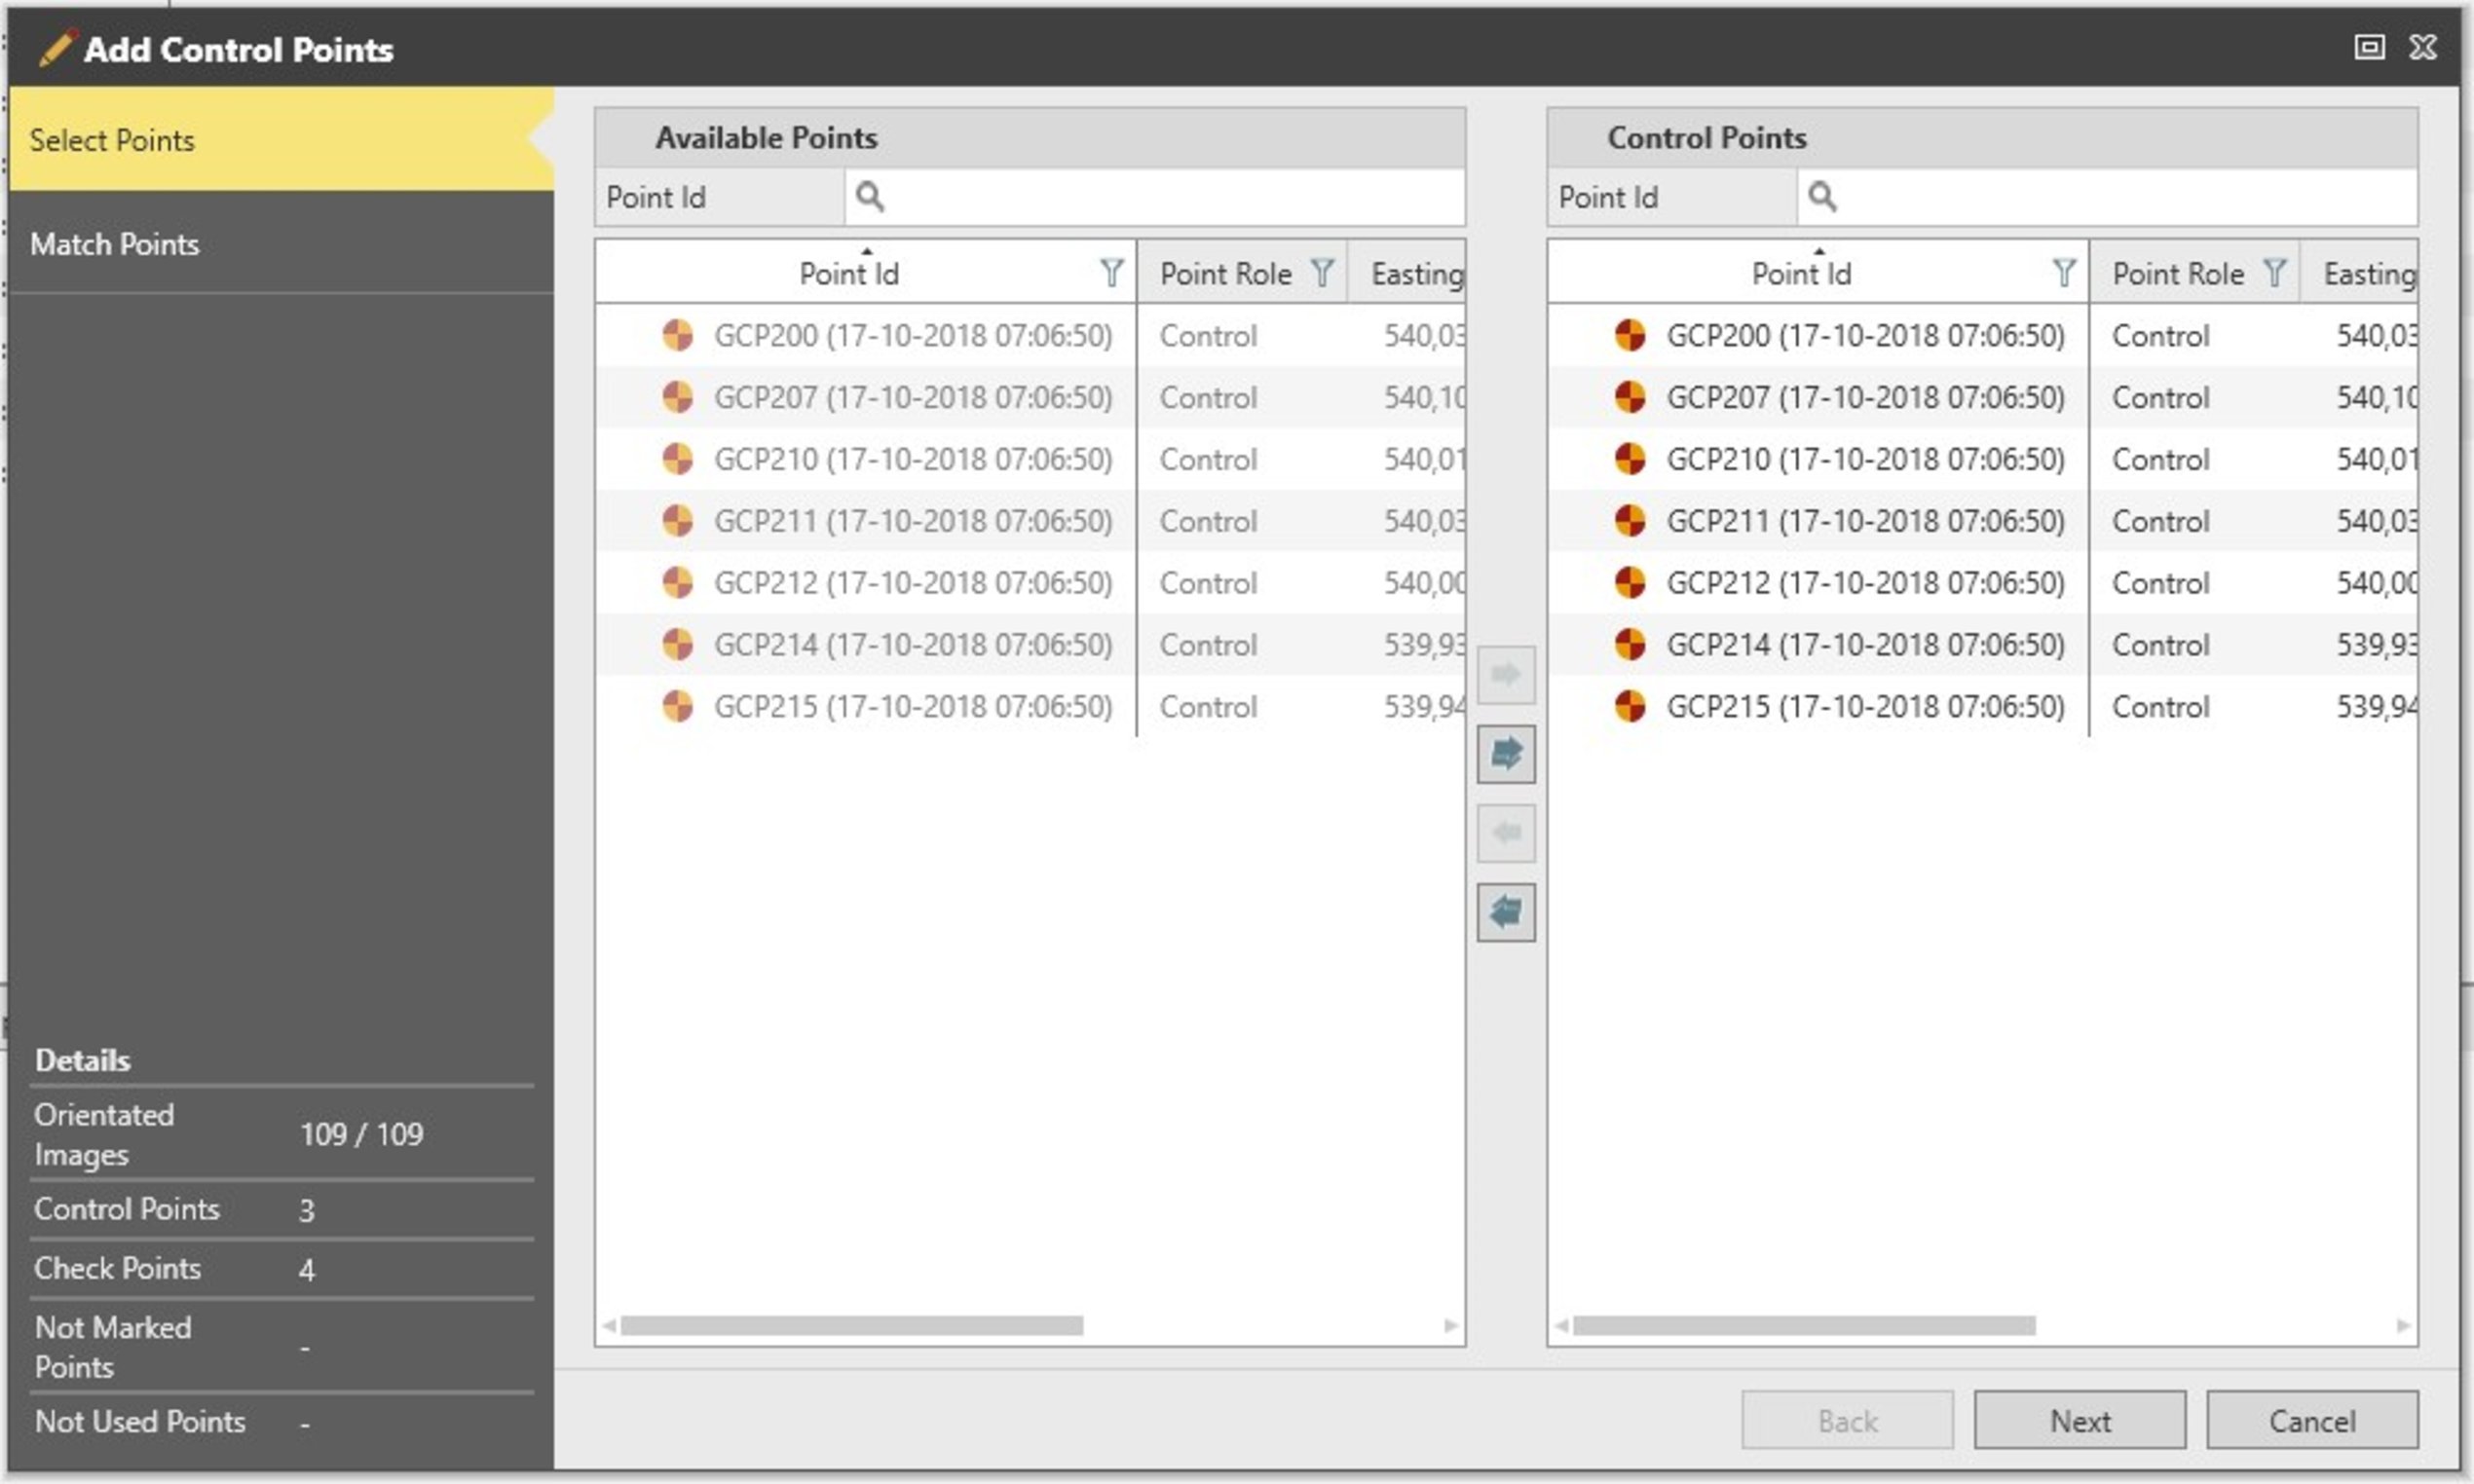 Add Control Points
Select Points
Match Points
Details
Orientated
Images
109 / 109
Control Points 3
Check Points 4
Not Marked
Points
-
Not Used Points -
Available Points
Point Id
Point Id Point Role Easting
GCP200 (17-10-2018 07:06:50) Control 540,03
GCP207 (17-10-2018 07:06:50) Control 540,10
GCP210 (17-10-2018 07:06:50) Control 540,01
GCP211 (17-10-2018 07:06:50) Control 540,03
GCP212 (17-10-2018 07:06:50) Control 540,00
GCP214 (17-10-2018 07:06:50) Control 539,93
GCP215 (17-10-2018 07:06:50) Control 539,94
Control Points
Point Id
Point Id Point Role Easting
GCP200 (17-10-2018 07:06:50) Control 540,03
GCP207 (17-10-2018 07:06:50) Control 540,10
GCP210 (17-10-2018 07:06:50) Control 540,01
GCP211 (17-10-2018 07:06:50) Control 540,03
GCP212 (17-10-2018 07:06:50) Control 540,00
GCP214 (17-10-2018 07:06:50) Control 539,93
GCP215 (17-10-2018 07:06:50) Control 539,94
Back Next Cancel